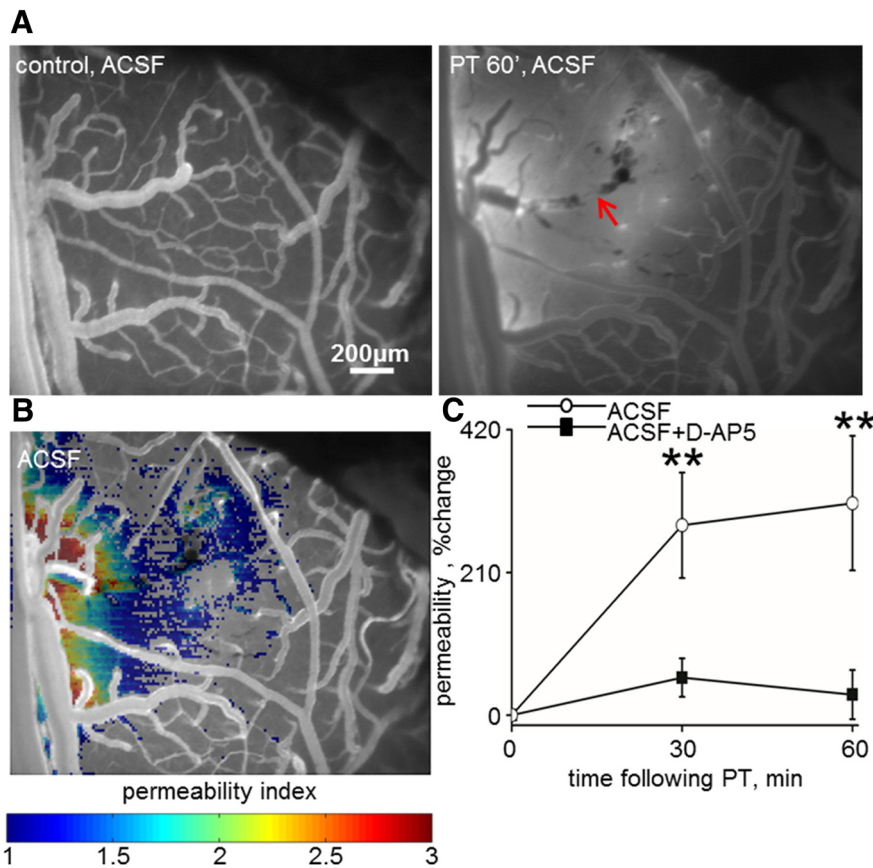 A
control, ACSF
PT 60', ACSF
200µm
B
ACSF
permeability index
1 1.5 2 2.5 3
C
ACSF
ACSF+D-AP5
**
**
420
210
0
permeability , %change
0 30 60
time following PT, min